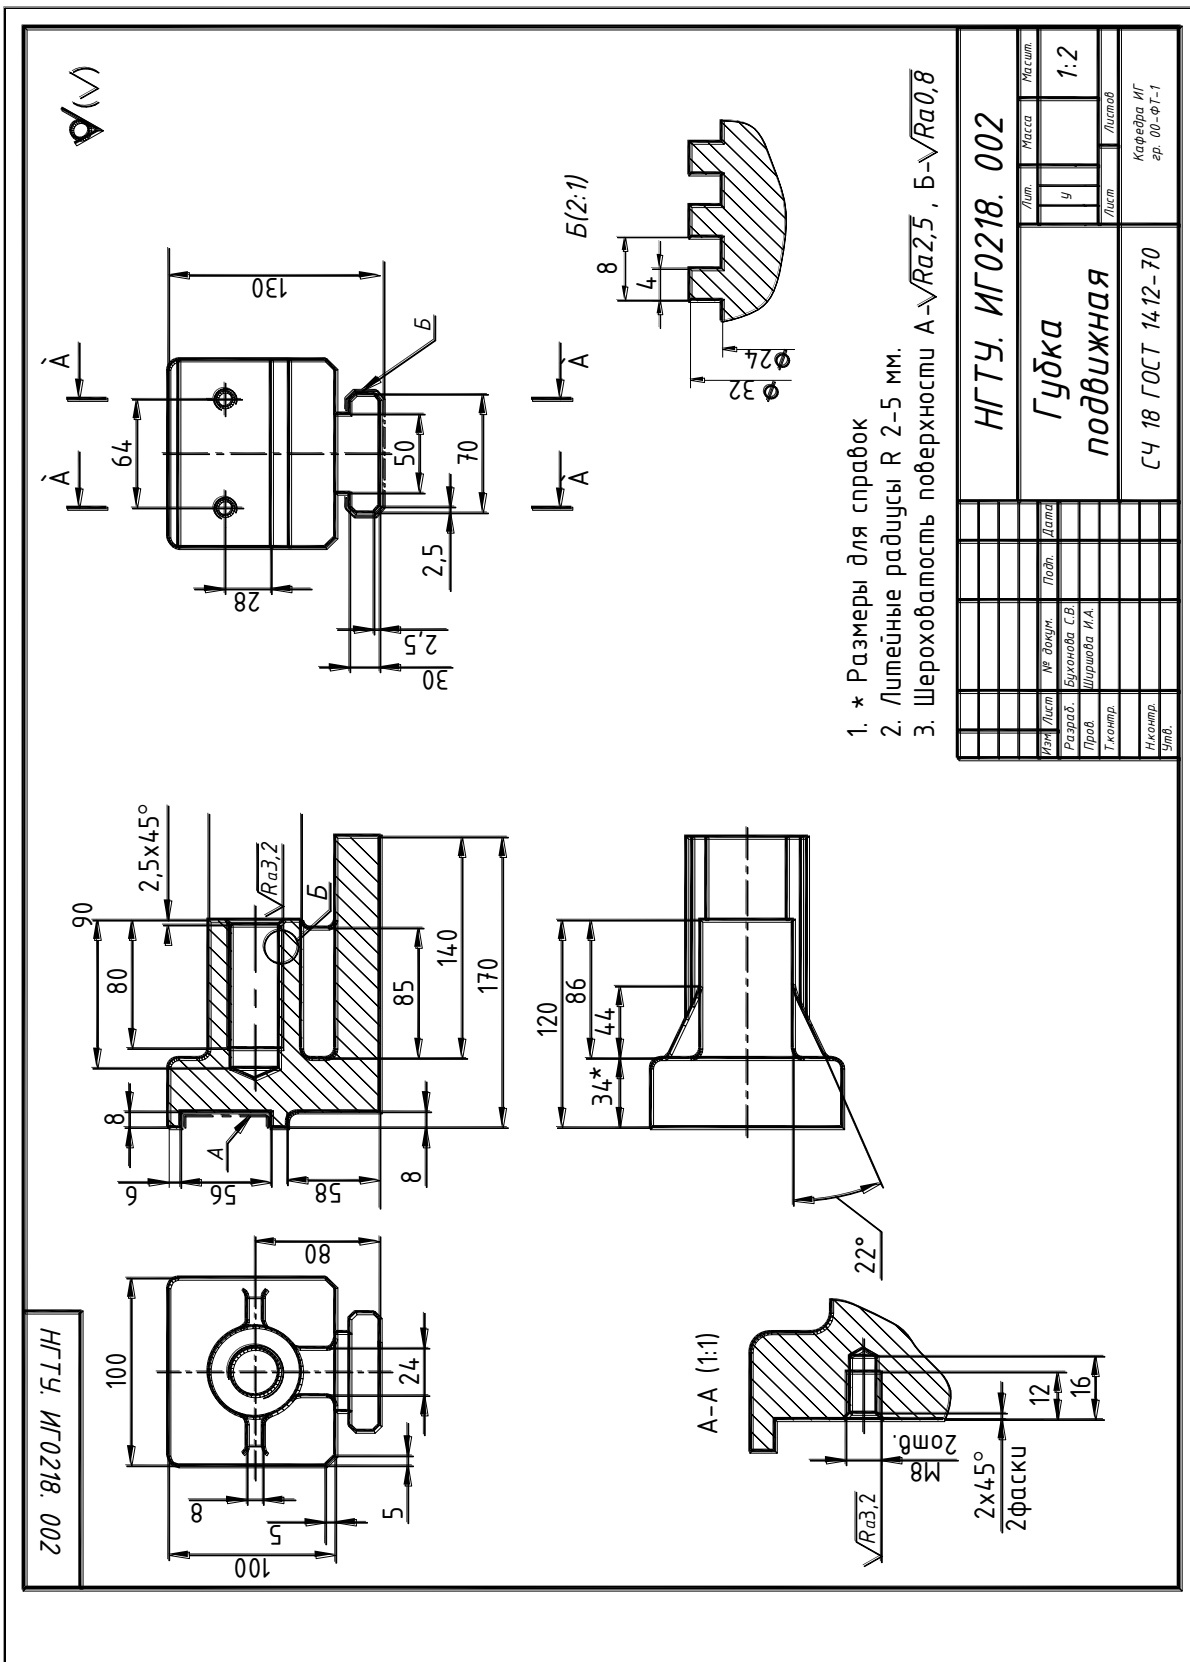 НГТУ. ИГ0218. 002
√(√)
100
100
8
5
5
24
80
6
56
58
8
8
А
90
80
2,5х45°
√Ra3,2
Б
85
140
170
А
А
64
130
28
50
70
2,5
2,5
30
Б
А
А
120
86
44
34*
22°
А-А (1:1)
√Ra3,2
М8
2отв.
12
16
2х45°
2фаски
Б(2:1)
8
4
⌀32
⌀24
1. * Размеры для справок
2. Литейные радиусы R 2-5 мм.
3. Шероховатость поверхности А-√Ra2,5 , Б-√Ra0,8
НГТУ. ИГ0218. 002
Изм. Лист № докум. Подп. Дата
Разраб. Бухонова С.В.
Пров. Ширшова И.А.
Т.контр.
Н.контр.
Утв.
Губка
подвижная
Лит. Масса Масшт.
у 1:2
Лист Листов
СЧ 18 ГОСТ 1412-70
Кафедра ИГ
гр. 00-ФТ-1